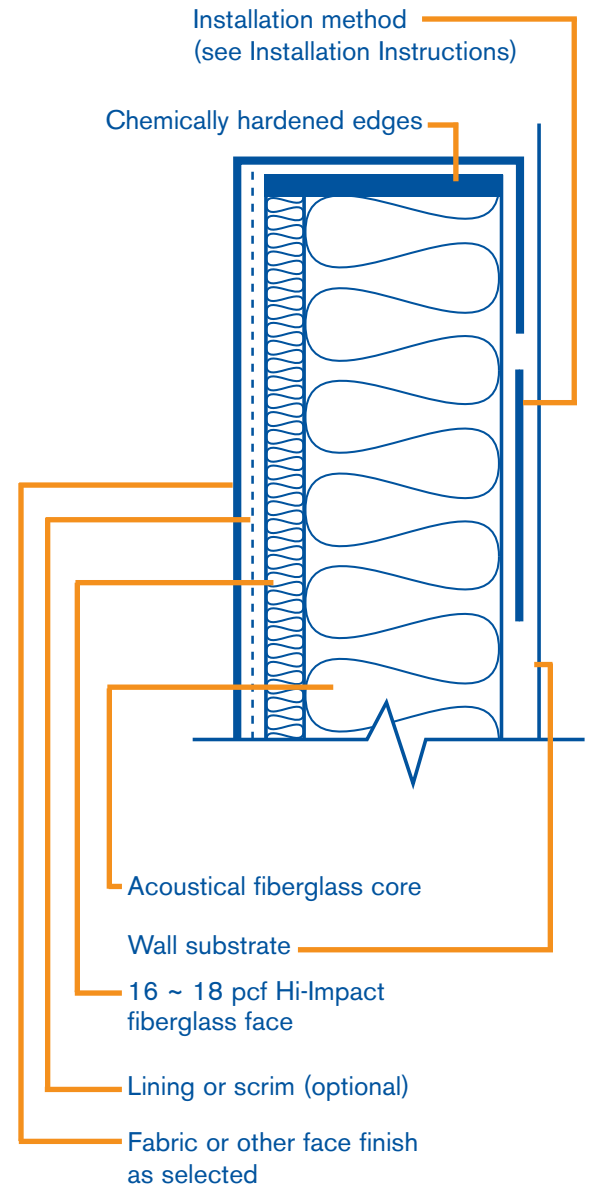 Installation method
(see Installation Instructions)
Chemically hardened edges
Acoustical fiberglass core
Wall substrate
16 ~ 18 pcf Hi-Impact
fiberglass face
Lining or scrim (optional)
Fabric or other face finish
as selected